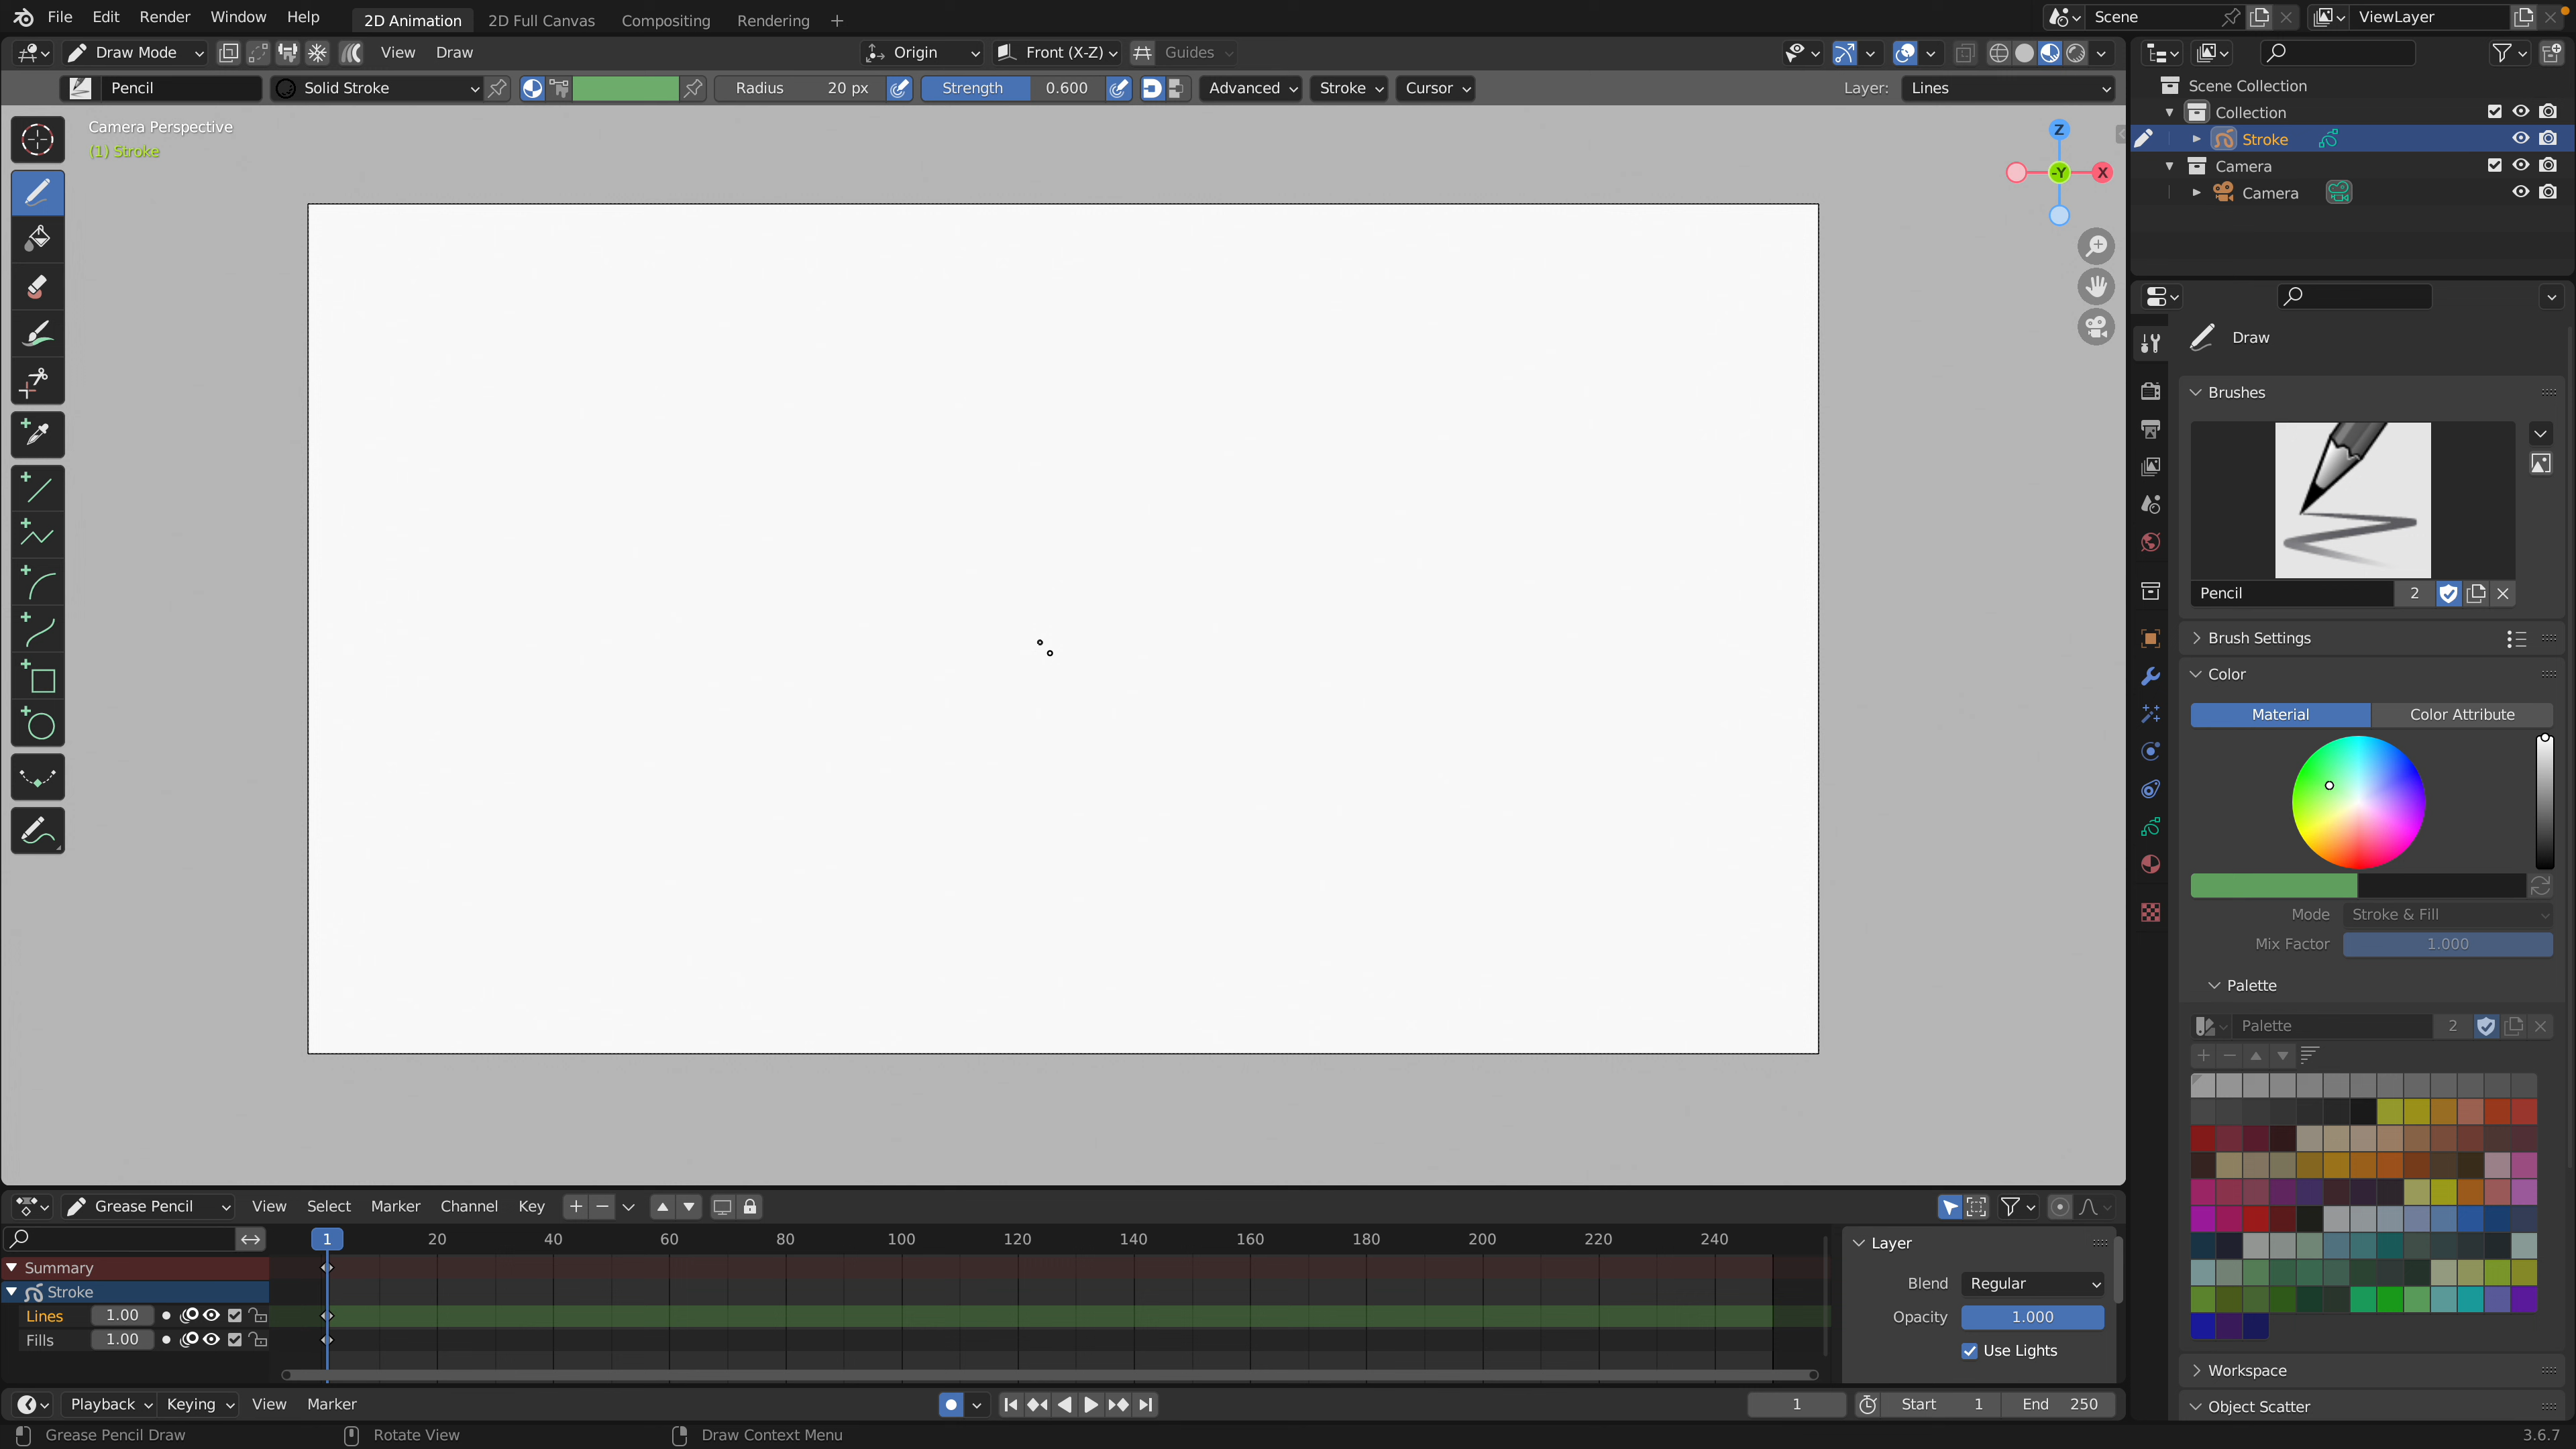 File Edit Render Window Help 2D Animation 2D Full Canvas Compositing Rendering + Scene ViewLayer
Draw Mode View Draw Origin Front (X-Z) Guides
Pencil Solid Stroke Radius 20 px Strength 0.600 Advanced Stroke Cursor Layer: Lines
Scene Collection
Collection
Stroke
Camera
Camera
Camera Perspective
(1) Stroke
Z
-Y
X
Draw
Brushes
Pencil 2
Brush Settings
Color
Material Color Attribute
Mode Stroke & Fill
Mix Factor 1.000
Palette
Palette 2
Workspace
Object Scatter
Grease Pencil View Select Marker Channel Key
1 20 40 60 80 100 120 140 160 180 200 220 240
Summary
Stroke
Lines 1.00
Fills 1.00
Layer
Blend Regular
Opacity 1.000
Use Lights
Playback Keying View Marker 1 Start 1 End 250
Grease Pencil Draw Rotate View Draw Context Menu 3.6.7